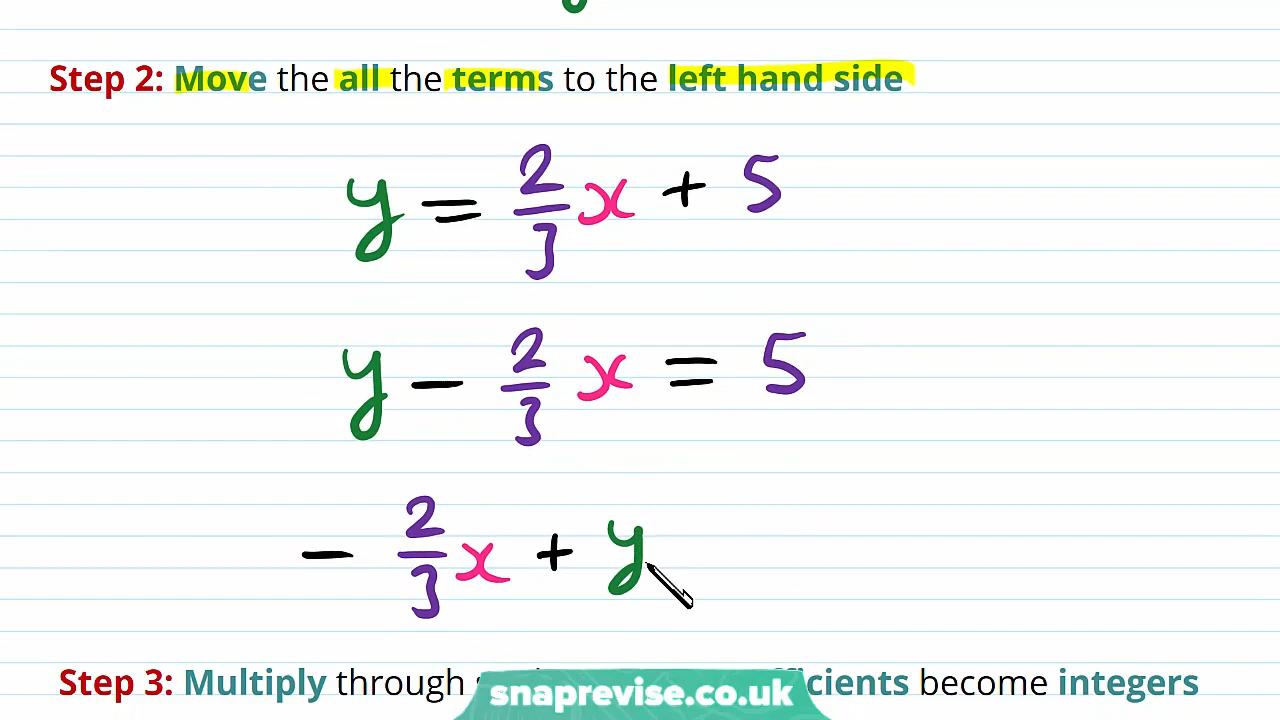 Step 2: Move the all the terms to the left hand side
y = 2/3 x + 5
y - 2/3 x = 5
- 2/3 x + y
Step 3: Multiply through become integers
snaprevise.co.uk